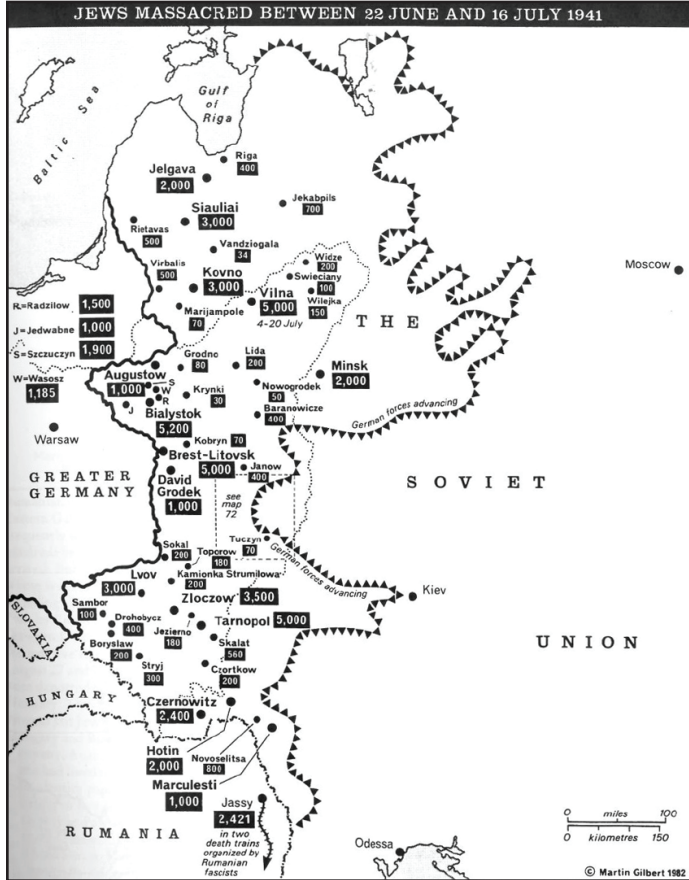 JEWS MASSACRED BETWEEN 22 JUNE AND 16 JULY 1941
Baltic Sea
Gulf
of
Riga
Riga
400
Jelgava
2,000
Jekabpils
700
Siauliai
3,000
Rietavas
500
Vandziogala
34
Widze
200
Swieciany
100
Wilejka
150
Virbalis
500
Kovno
3,000
Vilna
5,000
4-20 July
Marijampole
70
Moscow
R=Radzilow 1,500
J=Jedwabne 1,000
S=Szczuczyn 1,900
W=Wasosz
1,185
THE
Grodno
80
Lida
200
Minsk
2,000
Augustow
1,000
S
W
R
J
Krynki
30
Nowogrodek
50
Baranowicze
400
German forces advancing
Bialystok
5,200
Warsaw
Kobryn 70
Brest-Litovsk
5,000
Janow
400
GREATER
GERMANY
David
Grodek
1,000
see
map
72
SOVIET
Tuczyn
70
Sokal
200
Toporow
180
German forces advancing
Kamionka Strumilowa
200
Lvov
3,000
Kiev
Zloczow 3,500
Sambor
100
Drohobycz
400
Jezierno
180
Tarnopol 5,000
SLOVAKIA
Boryslaw
200
Skalat
560
Stryj
300
Czortkow
200
UNION
HUNGARY
Czernowitz
2,400
Hotin
2,000
Novoselitsa
800
Marculesti
1,000
Jassy
2,421
in two
death trains
organized by
Rumanian
fascists
RUMANIA
0 miles 100
0 kilometres 150
Odessa
© Martin Gilbert 1982